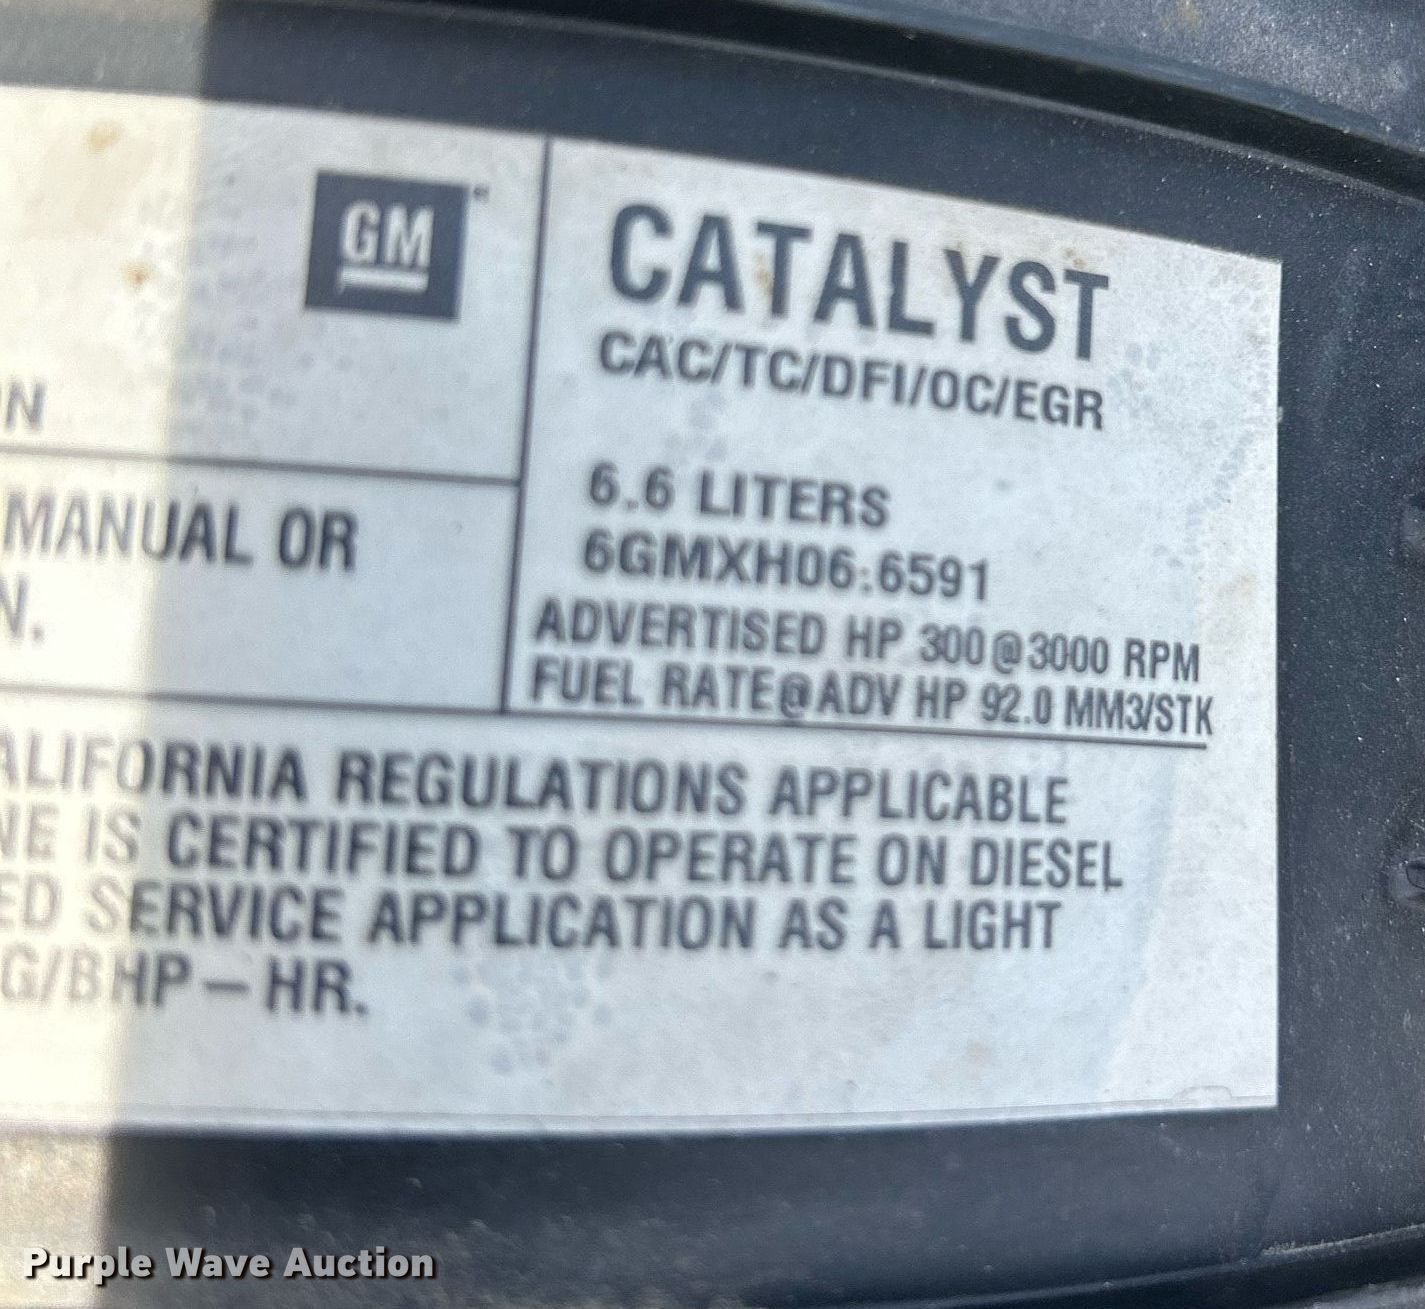 GM
CATALYST
CAC/TC/DFI/OC/EGR
ON
6.6 LITERS
MANUAL OR
6GMXH06.6591
N.
ADVERTISED HP 300@3000 RPM
FUEL RATE@ADV HP 92.0 MM3/STK
ALIFORNIA REGULATIONS APPLICABLE
NE IS CERTIFIED TO OPERATE ON DIESEL
ED SERVICE APPLICATION AS A LIGHT
G/BHP-HR.
Purple Wave Auction